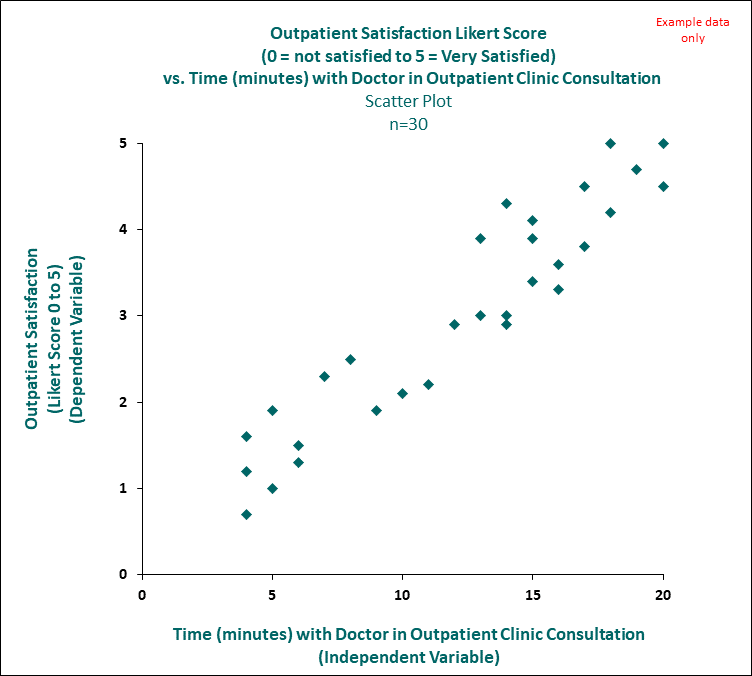 Outpatient Satisfaction Likert Score
(0 = not satisfied to 5 = Very Satisfied)
vs. Time (minutes) with Doctor in Outpatient Clinic Consultation
Scatter Plot
n=30
Example data
only
Outpatient Satisfaction
(Likert Score 0 to 5)
(Dependent Variable)
5
4
3
2
1
0
0 5 10 15 20
Time (minutes) with Doctor in Outpatient Clinic Consultation
(Independent Variable)